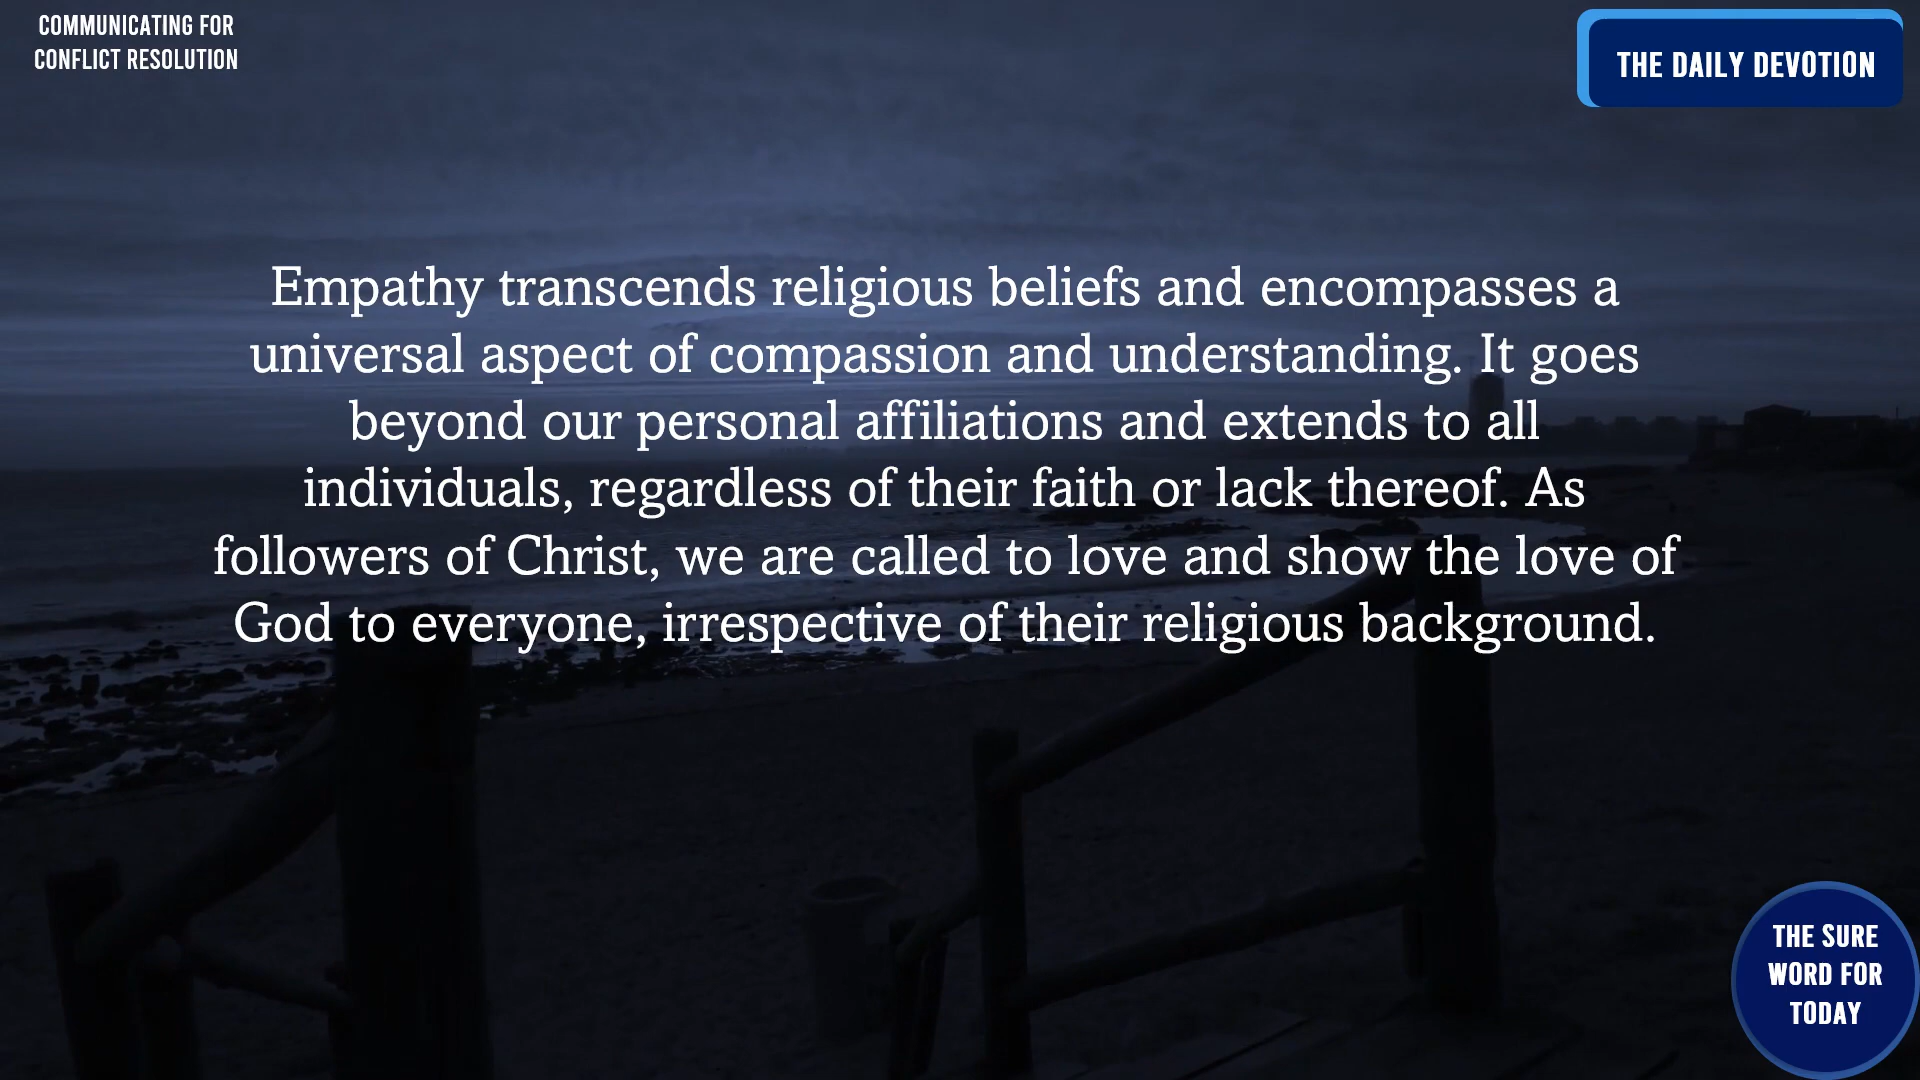 COMMUNICATING FOR
CONFLICT RESOLUTION
THE DAILY DEVOTION
Empathy transcends religious beliefs and encompasses a
universal aspect of compassion and understanding. It goes
beyond our personal affiliations and extends to all
individuals, regardless of their faith or lack thereof. As
followers of Christ, we are called to love and show the love of
God to everyone, irrespective of their religious background.
THE SURE
WORD FOR
TODAY